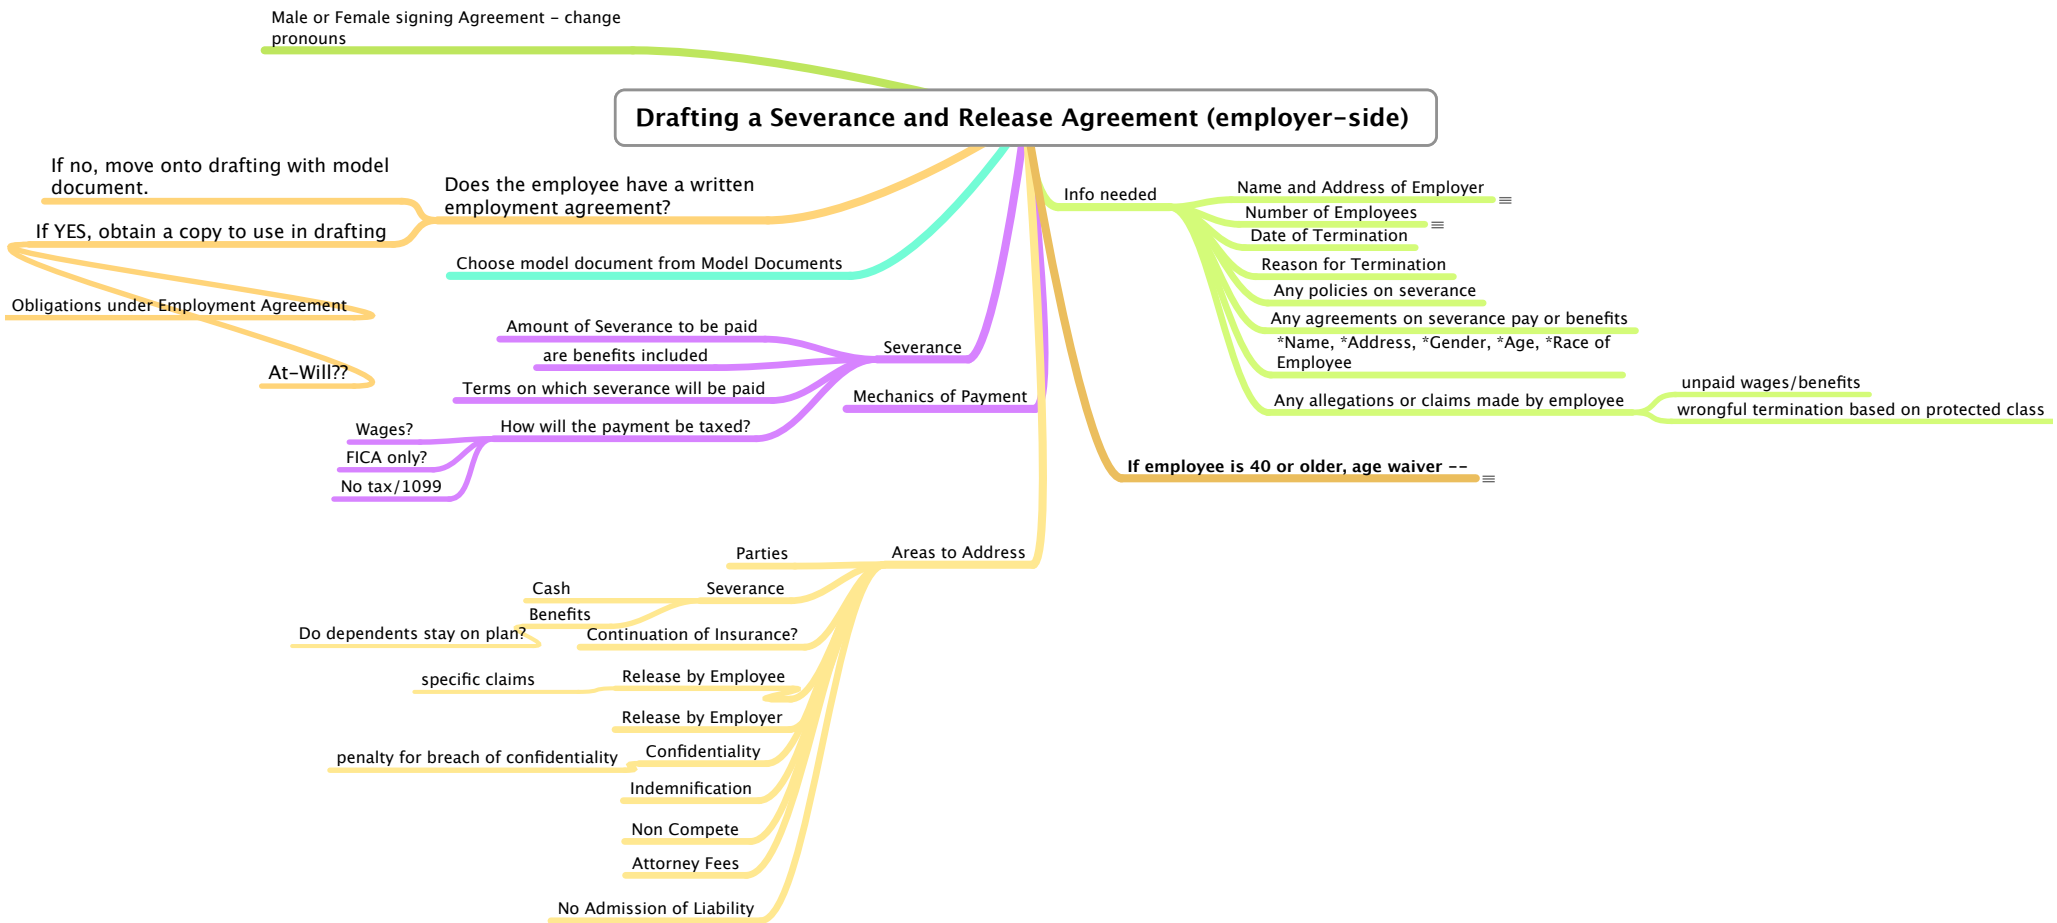 Male or Female signing Agreement - change
pronouns
Drafting a Severance and Release Agreement (employer-side)
If no, move onto drafting with model
document.
Does the employee have a written
employment agreement?
If YES, obtain a copy to use in drafting
Obligations under Employment Agreement
At-Will??
Choose model document from Model Documents
Severance
Amount of Severance to be paid
are benefits included
Terms on which severance will be paid
How will the payment be taxed?
Wages?
FICA only?
No tax/1099
Mechanics of Payment
Info needed
Name and Address of Employer
Number of Employees
Date of Termination
Reason for Termination
Any policies on severance
Any agreements on severance pay or benefits
*Name, *Address, *Gender, *Age, *Race of
Employee
Any allegations or claims made by employee
unpaid wages/benefits
wrongful termination based on protected class
If employee is 40 or older, age waiver --
Areas to Address
Parties
Severance
Cash
Benefits
Do dependents stay on plan?
Continuation of Insurance?
Release by Employee
specific claims
Release by Employer
Confidentiality
penalty for breach of confidentiality
Indemnification
Non Compete
Attorney Fees
No Admission of Liability